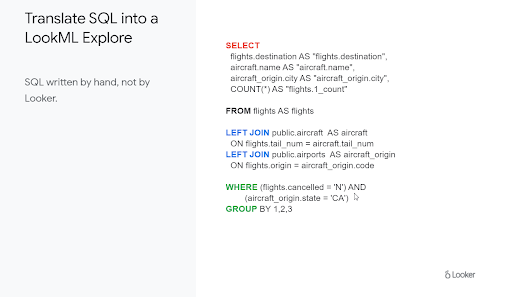 Translate SQL into a
LookML Explore
SQL written by hand, not by
Looker.
SELECT
flights.destination AS "flights.destination",
aircraft.name AS "aircraft.name",
aircraft_origin.city AS "aircraft_origin.city",
COUNT(*) AS "flights.1_count"
FROM flights AS flights
LEFT JOIN public.aircraft AS aircraft
ON flights.tail_num = aircraft.tail_num
LEFT JOIN public.airports AS aircraft_origin
ON flights.origin = aircraft_origin.code
WHERE (flights.cancelled = 'N') AND
(aircraft_origin.state = 'CA')
GROUP BY 1,2,3
Looker